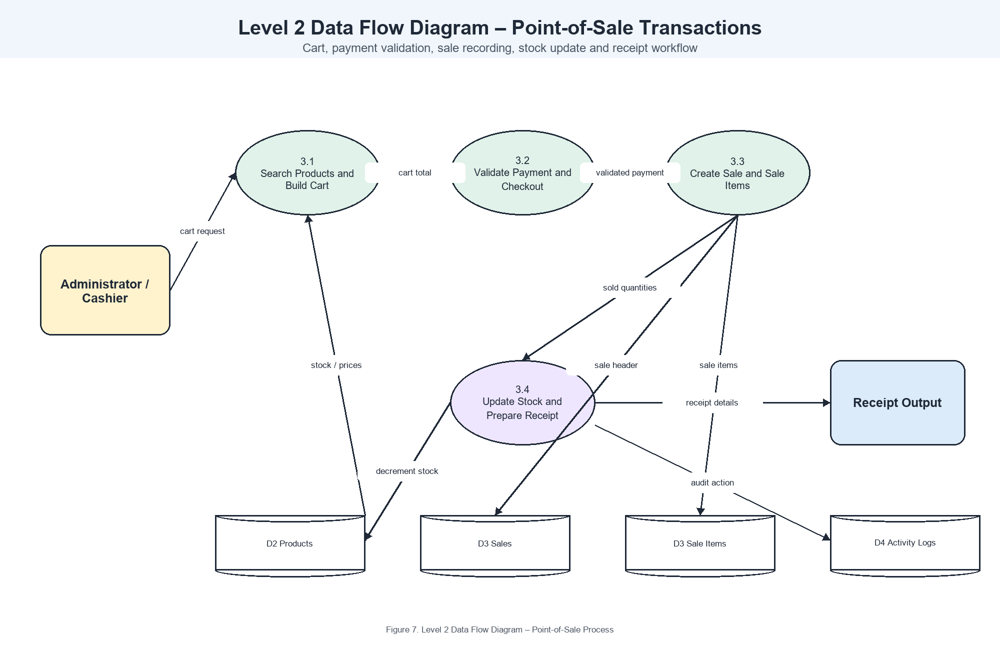 Level 2 Data Flow Diagram – Point-of-Sale Transactions
Cart, payment validation, sale recording, stock update and receipt workflow
3.1
Search Products and
Build Cart
cart total
3.2
Validate Payment and
Checkout
validated payment
3.3
Create Sale and Sale
Items
cart request
Administrator /
Cashier
sold quantities
stock / prices
sale header
sale items
3.4
Update Stock and
Prepare Receipt
receipt details
Receipt Output
decrement stock
audit action
D2 Products
D3 Sales
D3 Sale Items
D4 Activity Logs
Figure 7. Level 2 Data Flow Diagram – Point-of-Sale Process